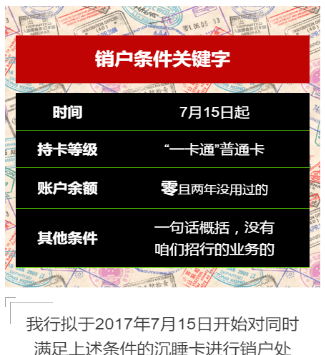 销户条件关键字
时间 7月15日起
持卡等级 “一卡通”普通卡
账户余额 零且两年没用过的
其他条件 一句话概括，没有
咱们招行的业务的
我行拟于2017年7月15日开始对同时
满足上述条件的沉睡卡进行销户处